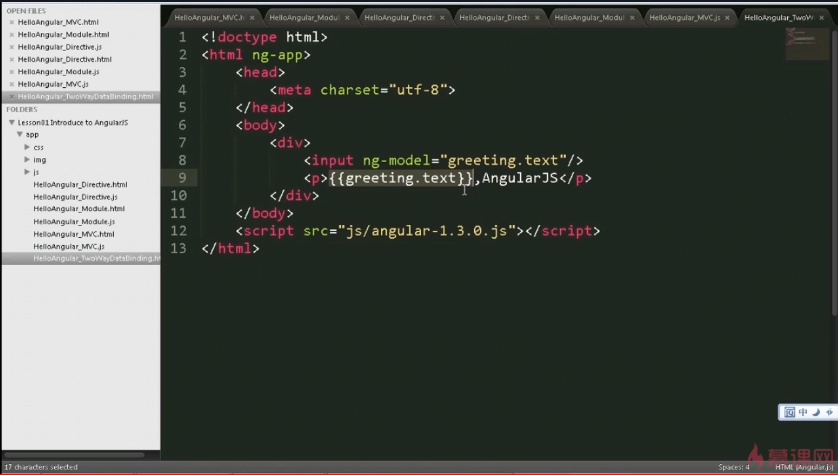 OPEN FILES
× HelloAngular_MVC.html
× HelloAngular_Module.html
× HelloAngular_Directive.js
× HelloAngular_Directive.html
× HelloAngular_Module.js
× HelloAngular_MVC.js
× HelloAngular_TwoWayDataBinding.html
FOLDERS
Lesson01 Introduce to AngularJS
app
css
img
js
HelloAngular_Directive.html
HelloAngular_Directive.js
HelloAngular_Module.html
HelloAngular_Module.js
HelloAngular_MVC.html
HelloAngular_MVC.js
HelloAngular_TwoWayDataBinding.ht
HelloAngular_MVC.h × HelloAngular_Modul × HelloAngular_Directi × HelloAngular_Directi × HelloAngular_Modul × HelloAngular_MVC.js × HelloAngular_TwoW ×
1 <!doctype html>
2 <html ng-app>
3 <head>
4 <meta charset="utf-8">
5 </head>
6 <body>
7 <div>
8 <input ng-model="greeting.text"/>
9 <p>{{greeting.text}},AngularJS</p>
10 </div>
11 </body>
12 <script src="js/angular-1.3.0.js"></script>
13 </html>
中
17 characters selected
Spaces: 4
HTML (Angular.js)
慕课网